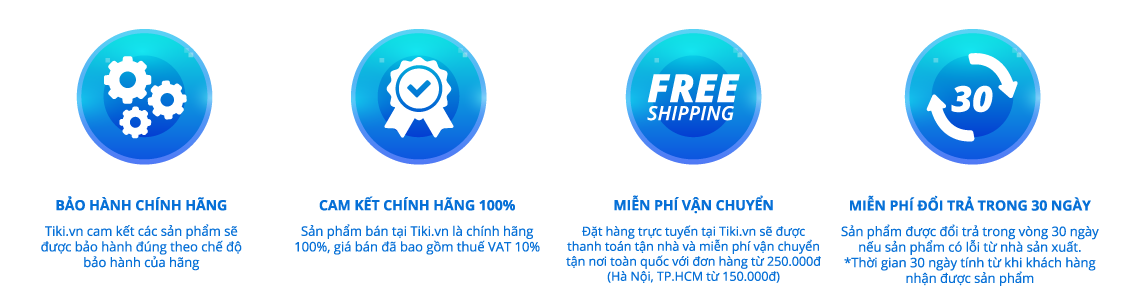 FREE
SHIPPING
30
BẢO HÀNH CHÍNH HÃNG
Tiki.vn cam kết các sản phẩm sẽ
được bảo hành đúng theo chế độ
bảo hành của hãng
CAM KẾT CHÍNH HÃNG 100%
Sản phẩm bán tại Tiki.vn là chính hãng
100%, giá bán đã bao gồm thuế VAT 10%
MIỄN PHÍ VẬN CHUYỂN
Đặt hàng trực tuyến tại Tiki.vn sẽ được
thanh toán tận nhà và miễn phí vận chuyển
tận nơi toàn quốc với đơn hàng từ 250.000đ
(Hà Nội, TP.HCM từ 150.000đ)
MIỄN PHÍ ĐỔI TRẢ TRONG 30 NGÀY
Sản phẩm được đổi trả trong vòng 30 ngày
nếu sản phẩm có lỗi từ nhà sản xuất.
*Thời gian 30 ngày tính từ khi khách hàng
nhận được sản phẩm